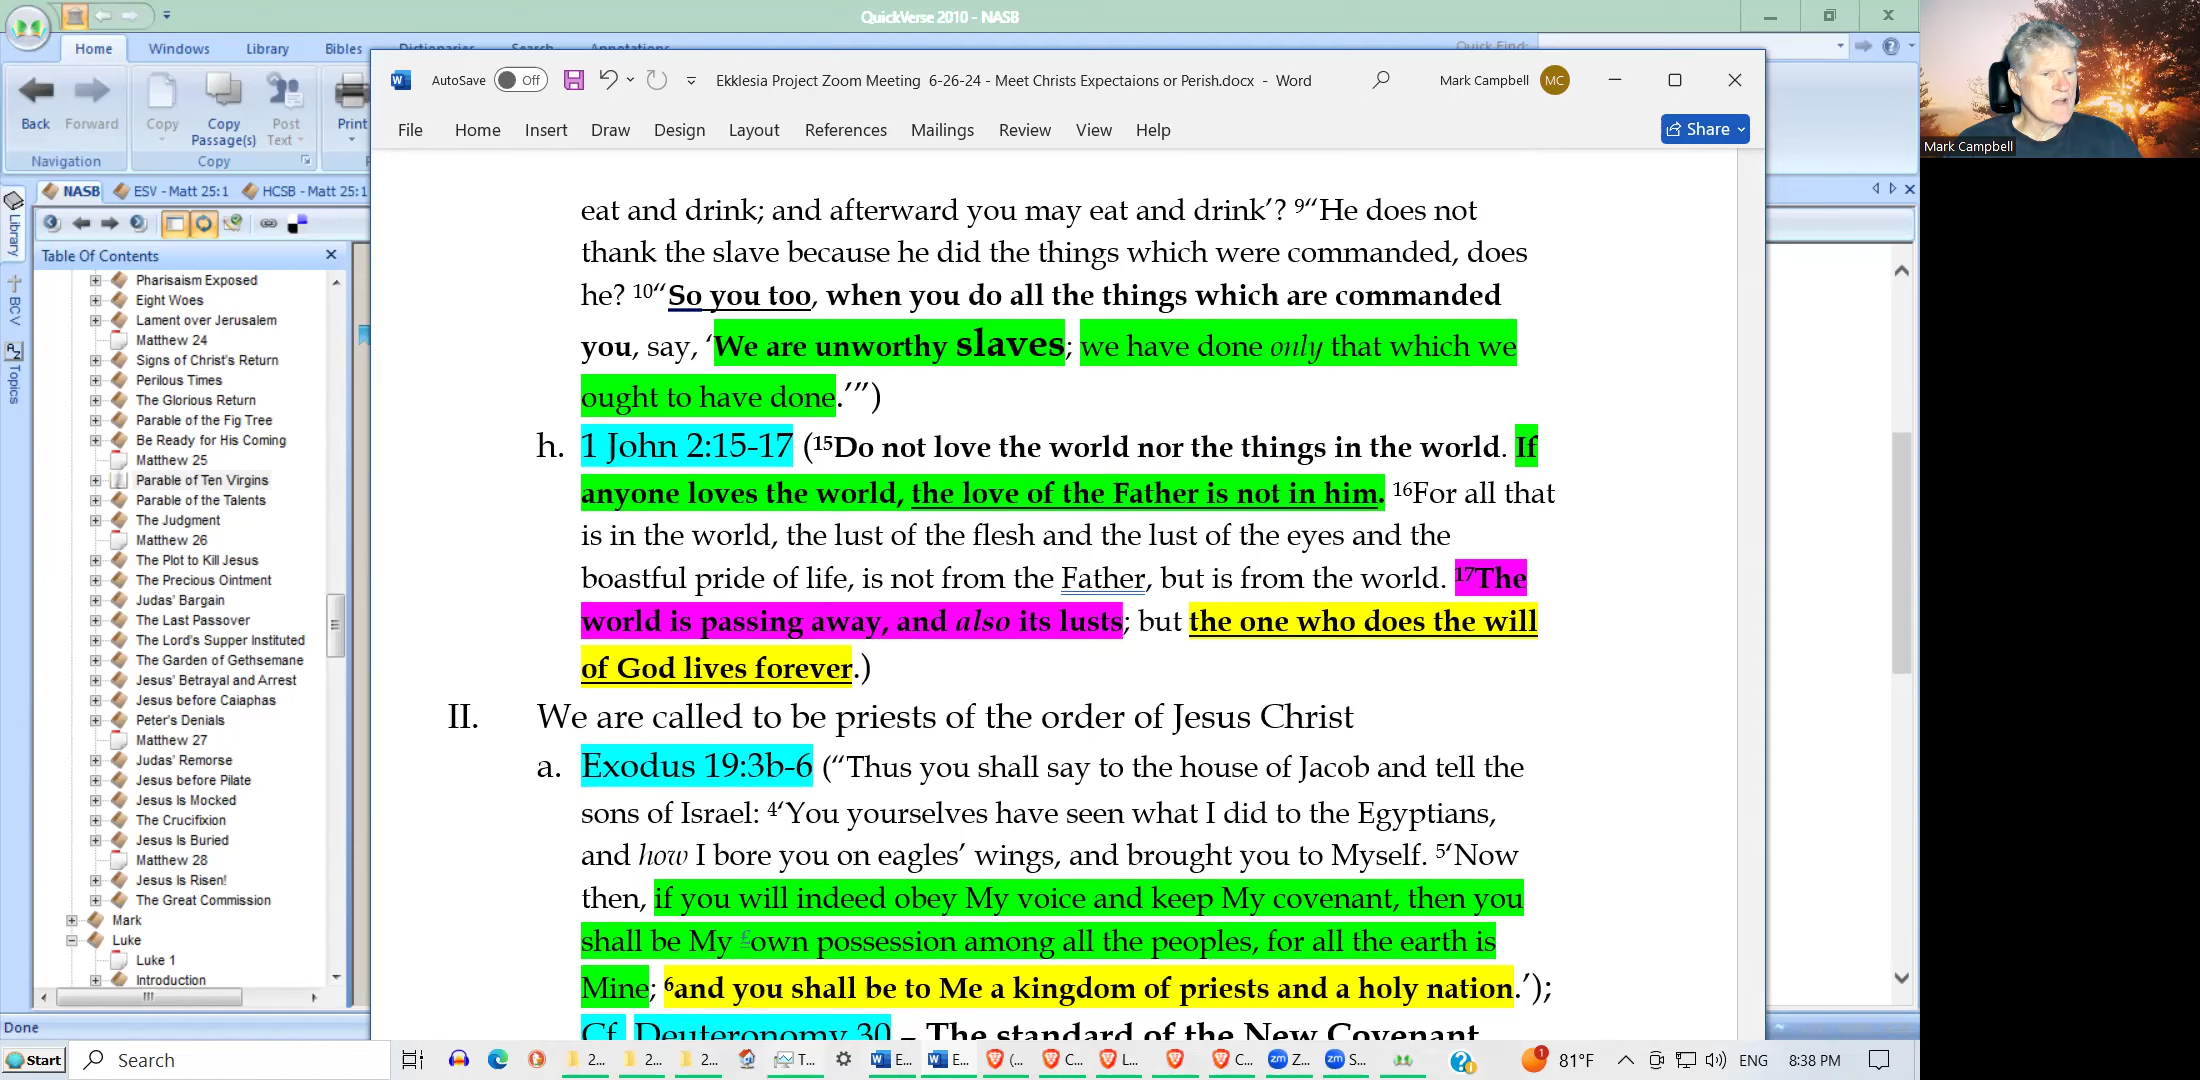 QuickVerse 2010 - NASB
Home Windows Library Bibles
Back Forward Copy Copy Passage(s) Post Text Print
Navigation Copy
NASB ESV - Matt 25:1 HCSB - Matt 25:1
Library
BCV
Topics
Table Of Contents
Pharisaism Exposed
Eight Woes
Lament over Jerusalem
Matthew 24
Signs of Christ's Return
Perilous Times
The Glorious Return
Parable of the Fig Tree
Be Ready for His Coming
Matthew 25
Parable of Ten Virgins
Parable of the Talents
The Judgment
Matthew 26
The Plot to Kill Jesus
The Precious Ointment
Judas' Bargain
The Last Passover
The Lord's Supper Instituted
The Garden of Gethsemane
Jesus' Betrayal and Arrest
Jesus before Caiaphas
Peter's Denials
Matthew 27
Judas' Remorse
Jesus before Pilate
Jesus Is Mocked
The Crucifixion
Jesus Is Buried
Matthew 28
Jesus Is Risen!
The Great Commission
Mark
Luke
Luke 1
Introduction
Done
AutoSave Off Ekklesia Project Zoom Meeting 6-26-24 - Meet Christs Expectaions or Perish.docx - Word Mark Campbell MC
File Home Insert Draw Design Layout References Mailings Review View Help Share
eat and drink; and afterward you may eat and drink’? 9“He does not
thank the slave because he did the things which were commanded, does
he? 10“So you too, when you do all the things which are commanded
you, say, ‘We are unworthy slaves; we have done only that which we
ought to have done.’”)
h. 1 John 2:15-17 (15Do not love the world nor the things in the world. If
anyone loves the world, the love of the Father is not in him. 16For all that
is in the world, the lust of the flesh and the lust of the eyes and the
boastful pride of life, is not from the Father, but is from the world. 17The
world is passing away, and also its lusts; but the one who does the will
of God lives forever.)
II. We are called to be priests of the order of Jesus Christ
a. Exodus 19:3b-6 (“Thus you shall say to the house of Jacob and tell the
sons of Israel: 4‘You yourselves have seen what I did to the Egyptians,
and how I bore you on eagles’ wings, and brought you to Myself. 5‘Now
then, if you will indeed obey My voice and keep My covenant, then you
shall be My own possession among all the peoples, for all the earth is
Mine; 6and you shall be to Me a kingdom of priests and a holy nation.’);
Cf. Deuteronomy 30 – The standard of the New Covenant
Mark Campbell
Start Search 2... 2... 2... T... E... E... (... C... L... C... Z... S... 1 81°F ENG 8:38 PM